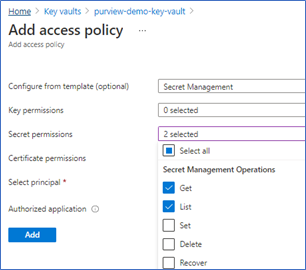 Home > Key vaults > purview-demo-key-vault >
Add access policy ...
Add access policy
Configure from template (optional) Secret Management
Key permissions 0 selected
Secret permissions 2 selected
Select all
Certificate permissions
Secret Management Operations
Select principal *
Get
List
Authorized application
Set
Add
Delete
Recover